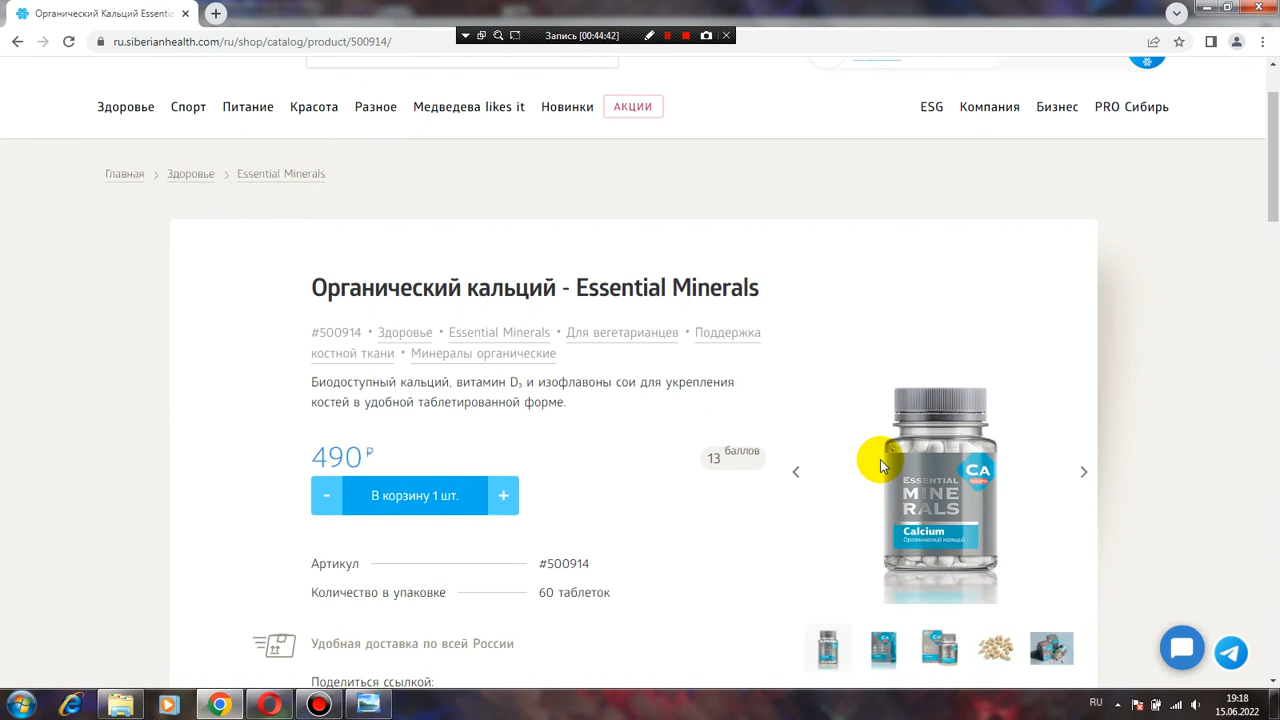 Органический Кальций Essentia
ru.siberianhealth.com/ru/shop/catalog/product/500914/
Запись [00:44:42]
Здоровье Спорт Питание Красота Разное Медведева likes it Новинки АКЦИИ ESG Компания Бизнес PRO Сибирь
Главная Здоровье Essential Minerals
Органический кальций - Essential Minerals
#500914 • Здоровье • Essential Minerals • Для вегетарианцев • Поддержка
костной ткани • Минералы органические
Биодоступный кальций, витамин D₃ и изофлавоны сои для укрепления
костей в удобной таблетированной форме.
490 ₽
13 баллов
- В корзину 1 шт. +
CA
ESSENTIAL
MINE
RALS
Calcium
Органический кальций
Артикул #500914
Количество в упаковке 60 таблеток
Удобная доставка по всей России
Поделиться ссылкой:
RU
19:18
15.06.2022